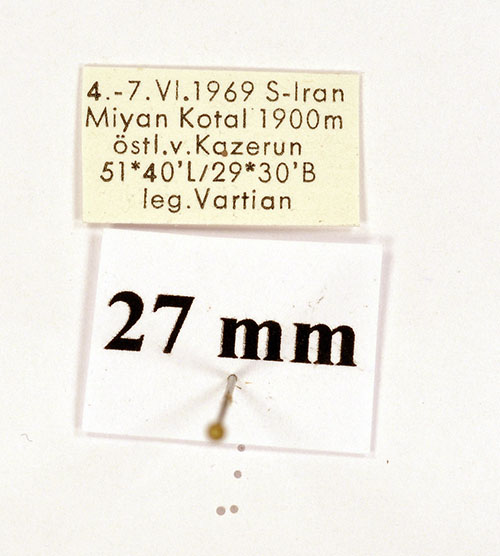 4.-7.VI.1969 S-Iran
Miyan Kotal 1900m
östl.v.Kazerun
51*40'L/29*30'B
leg.Vartian
27 mm